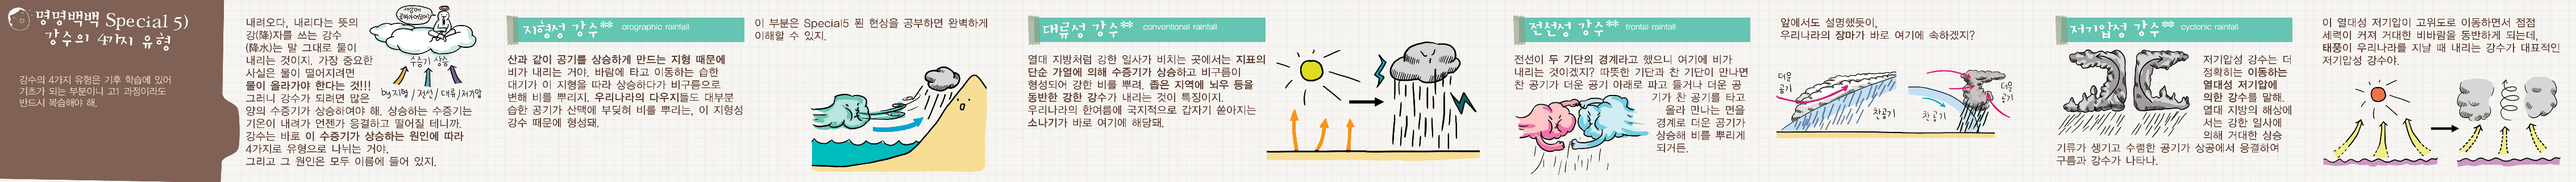 명명백백 Special 5)
강수의 4가지 유형
강수의 4가지 유형은 기후 학습에 있어
기초가 되는 부분이니 고1 과정이라도
반드시 복습해야 해.
내려오다, 내리다는 뜻의
강(降)자를 쓰는 강수
(降水)는 말 그대로 물이
내리는 것이지. 가장 중요한
사실은 물이 떨어지려면
물이 올라가야 한다는 것!!!
그러니 강수가 되려면 많은
양의 수증기가 상승하여야 해. 상승하는 수증기는
기온이 내려가 언젠가 응결하고 떨어질 테니까.
강수는 바로 이 수증기가 상승하는 원인에 따라
4가지로 유형으로 나뉘는 거야.
그리고 그 원인은 모두 이름에 들어 있지.
수증기 상승
by 지형 / 전선 / 대류 / 저기압
지형성 강수 orographic rainfall
산과 같이 공기를 상승하게 만드는 지형 때문에
비가 내리는 거야. 바람에 타고 이동하는 습한
대기가 이 지형을 따라 상승하다가 비구름으로
변해 비를 뿌리지. 우리나라의 다우지들도 대부분
습한 공기가 산맥에 부딪혀 비를 뿌리는, 이 지형성
강수 때문에 형성돼.
이 부분은 Special5 푄 현상을 공부하면 완벽하게
이해할 수 있지.
대류성 강수 conventional rainfall
열대 지방처럼 강한 일사가 비치는 곳에서는 지표의
단순 가열에 의해 수증기가 상승하고 비구름이
형성되어 강한 비를 뿌려. 좁은 지역에 뇌우 등을
동반한 강한 강수가 내리는 것이 특징이지.
우리나라의 한여름에 국지적으로 갑자기 쏟아지는
소나기가 바로 여기에 해당돼.
전선성 강수 frontal rainfall
전선이 두 기단의 경계라고 했으니 여기에 비가
내리는 것이겠지? 따뜻한 기단과 찬 기단이 만나면
찬 공기가 더운 공기 아래로 파고 들거나 더운 공
기가 찬 공기를 타고
올라 만나는 면을
경계로 더운 공기가
상승해 비를 뿌리게
되거든.
앞에서도 설명했듯이,
우리나라의 장마가 바로 여기에 속하겠지?
더운
공기
찬공기
찬공기
더운
공기
저기압성 강수 cyclonic rainfall
저기압성 강수는 더
정확히는 이동하는
열대성 저기압에
의한 강수를 말해.
열대 지방의 해상에
서는 강한 일사에
의해 거대한 상승
기류가 생기고 수렴한 공기가 상공에서 응결하여
구름과 강수가 나타나.
이 열대성 저기압이 고위도로 이동하면서 점점
세력이 커져 거대한 비바람을 동반하게 되는데,
태풍이 우리나라를 지날 때 내리는 강수가 대표적인
저기압성 강수야.